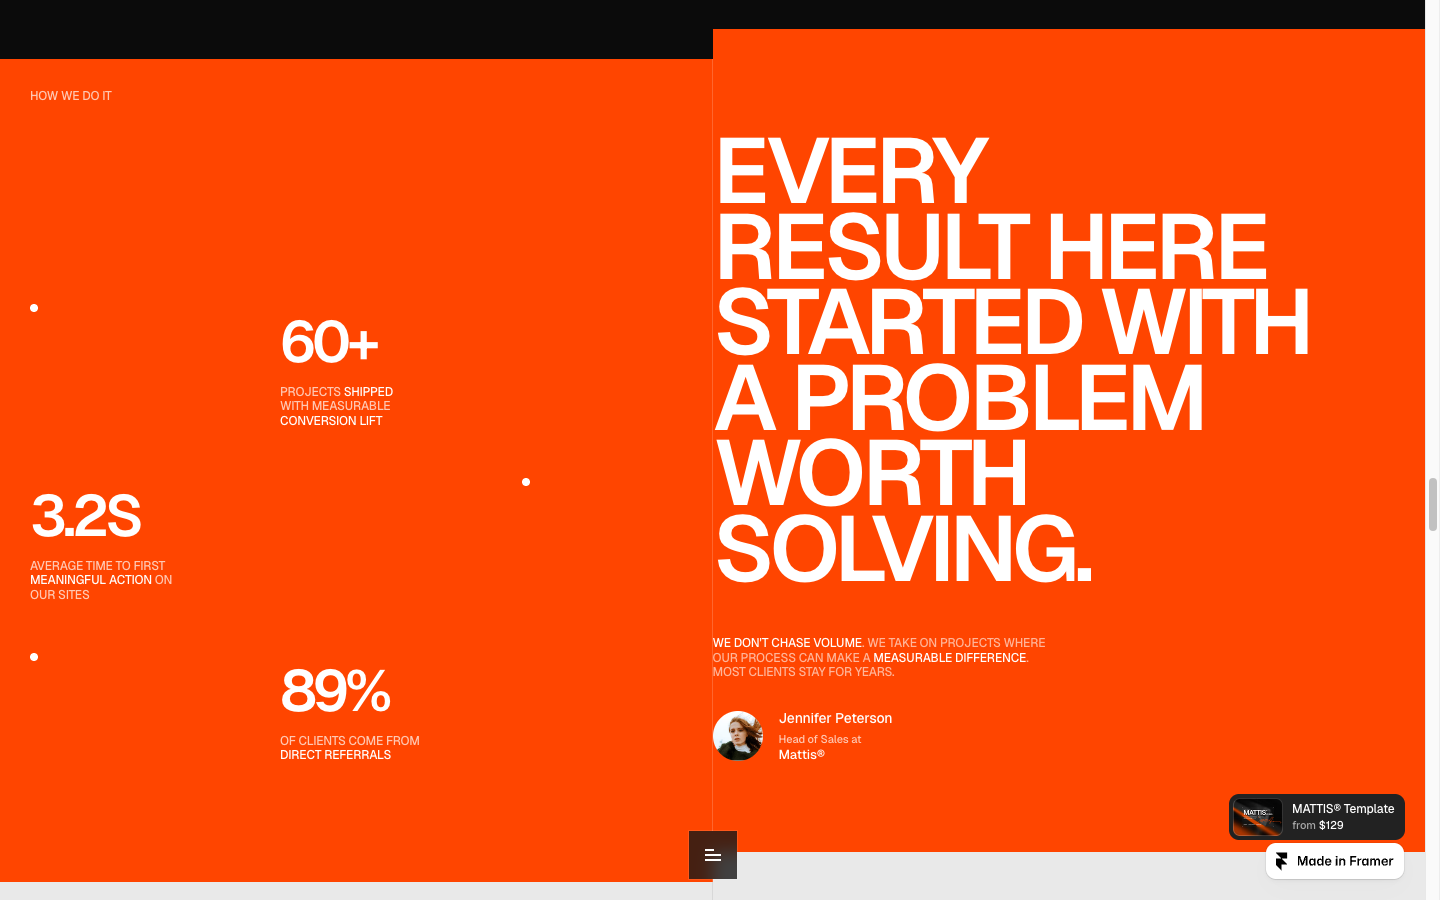 HOW WE DO IT
60+
PROJECTS SHIPPED
WITH MEASURABLE
CONVERSION LIFT
3.2S
AVERAGE TIME TO FIRST
MEANINGFUL ACTION ON
OUR SITES
89%
OF CLIENTS COME FROM
DIRECT REFERRALS
EVERY
RESULT HERE
STARTED WITH
A PROBLEM
WORTH
SOLVING.
WE DON'T CHASE VOLUME. WE TAKE ON PROJECTS WHERE
OUR PROCESS CAN MAKE A MEASURABLE DIFFERENCE.
MOST CLIENTS STAY FOR YEARS.
Jennifer Peterson
Head of Sales at
Mattis®
MATTIS
MATTIS® Template
from $129
Made in Framer